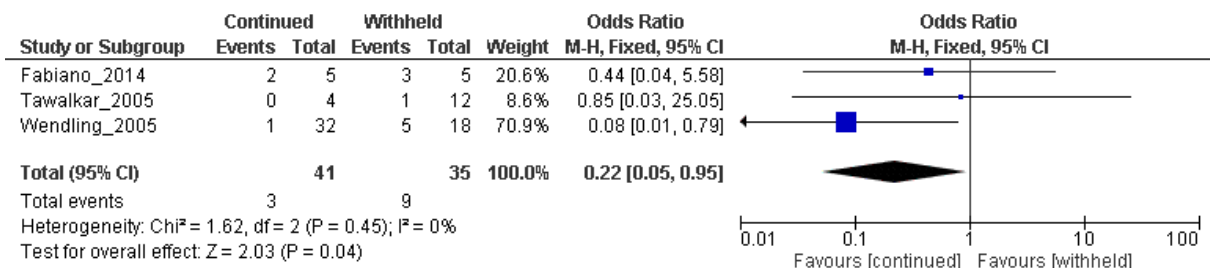 Continued Withheld Odds Ratio Odds Ratio
Study or Subgroup Events Total Events Total Weight M-H, Fixed, 95% CI M-H, Fixed, 95% CI
Fabiano_2014 2 5 3 5 20.6% 0.44 [0.04, 5.58]
Tawalkar_2005 0 4 1 12 8.6% 0.85 [0.03, 25.05]
Wendling_2005 1 32 5 18 70.9% 0.08 [0.01, 0.79]
Total (95% CI) 41 35 100.0% 0.22 [0.05, 0.95]
Total events 3 9
Heterogeneity: Chi² = 1.62, df = 2 (P = 0.45); I² = 0%
Test for overall effect: Z = 2.03 (P = 0.04)
0.01 0.1 1 10 100
Favours [continued] Favours [withheld]